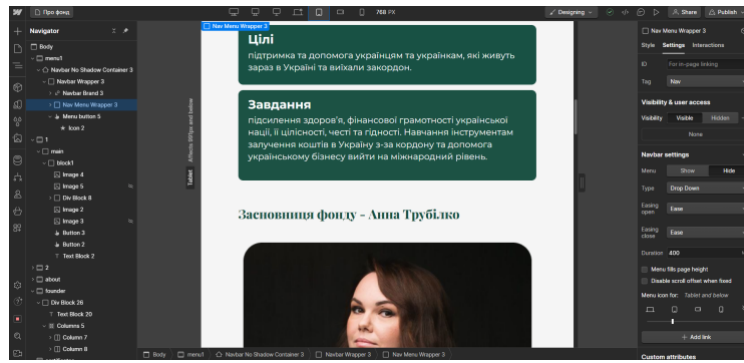 Про фонд
768 PX
Designing
Share
Publish
Navigator
Body
menu1
Navbar No Shadow Container 3
Navbar Wrapper 3
Navbar Brand 3
Nav Menu Wrapper 3
Menu button 5
Icon 2
1
main
block1
Image 4
Image 5
Div Block 8
Image 2
Image 3
Button 3
Button 2
Text Block 2
2
about
founder
Div Block 26
Text Block 20
Columns 5
Column 7
Column 8
Tablet Affects 991px and below
Nav Menu Wrapper 3
Цілі
підтримка та допомога українцям та українкам, які живуть
зараз в Україні та виїхали закордон.
Завдання
підсилення здоров'я, фінансової грамотності української
нації, її цілісності, честі та гідності. Навчання інструментам
залучення коштів в Україну з-за кордону та допомога
українському бізнесу вийти на міжнародний рівень.
Засновниця фонду - Анна Трубілко
Body menu1 Navbar No Shadow Container 3 Navbar Wrapper 3 Nav Menu Wrapper 3
Nav Menu Wrapper 3
Style Settings Interactions
ID For in-page linking
Tag Nav
Visibility & user access
Visibility Visible Hidden
None
Navbar settings
Menu Show Hide
Type Drop Down
Easing open Ease
Easing close Ease
Duration 400
Menu fills page height
Disable scroll offset when fixed
Menu icon for: Tablet and below
+ Add link
Custom attributes